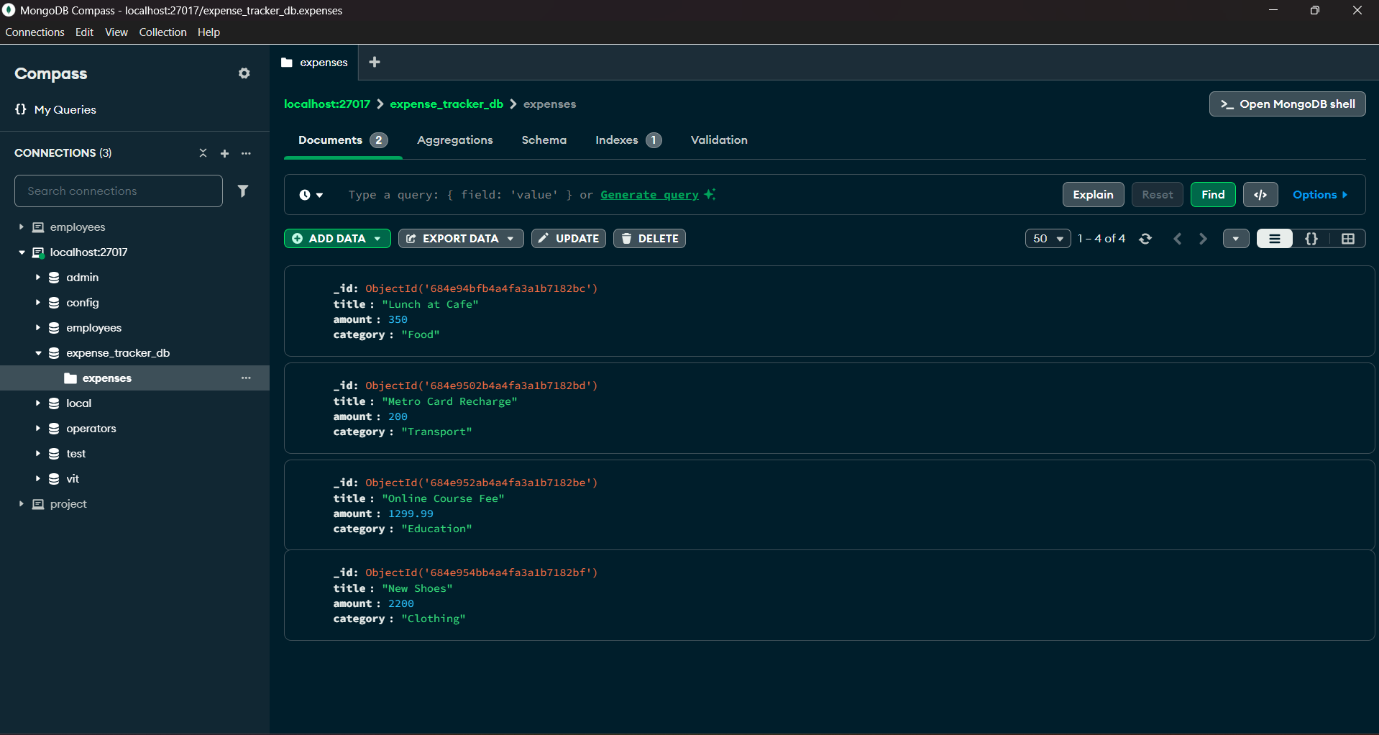 MongoDB Compass - localhost:27017/expense_tracker_db.expenses
Connections Edit View Collection Help
Compass
{} My Queries
CONNECTIONS (3)
Search connections
employees
localhost:27017
admin
config
employees
expense_tracker_db
expenses
local
operators
test
vit
project
expenses
localhost:27017 > expense_tracker_db > expenses
>_ Open MongoDB shell
Documents 2 Aggregations Schema Indexes 1 Validation
Type a query: { field: 'value' } or Generate query
Explain Reset Find </> Options
ADD DATA EXPORT DATA UPDATE DELETE
50 1 – 4 of 4 {}
_id: ObjectId('684e94bfb4a4fa3a1b7182bc')
title : "Lunch at Cafe"
amount : 350
category : "Food"
_id: ObjectId('684e9502b4a4fa3a1b7182bd')
title : "Metro Card Recharge"
amount : 200
category : "Transport"
_id: ObjectId('684e952ab4a4fa3a1b7182be')
title : "Online Course Fee"
amount : 1299.99
category : "Education"
_id: ObjectId('684e954bb4a4fa3a1b7182bf')
title : "New Shoes"
amount : 2200
category : "Clothing"